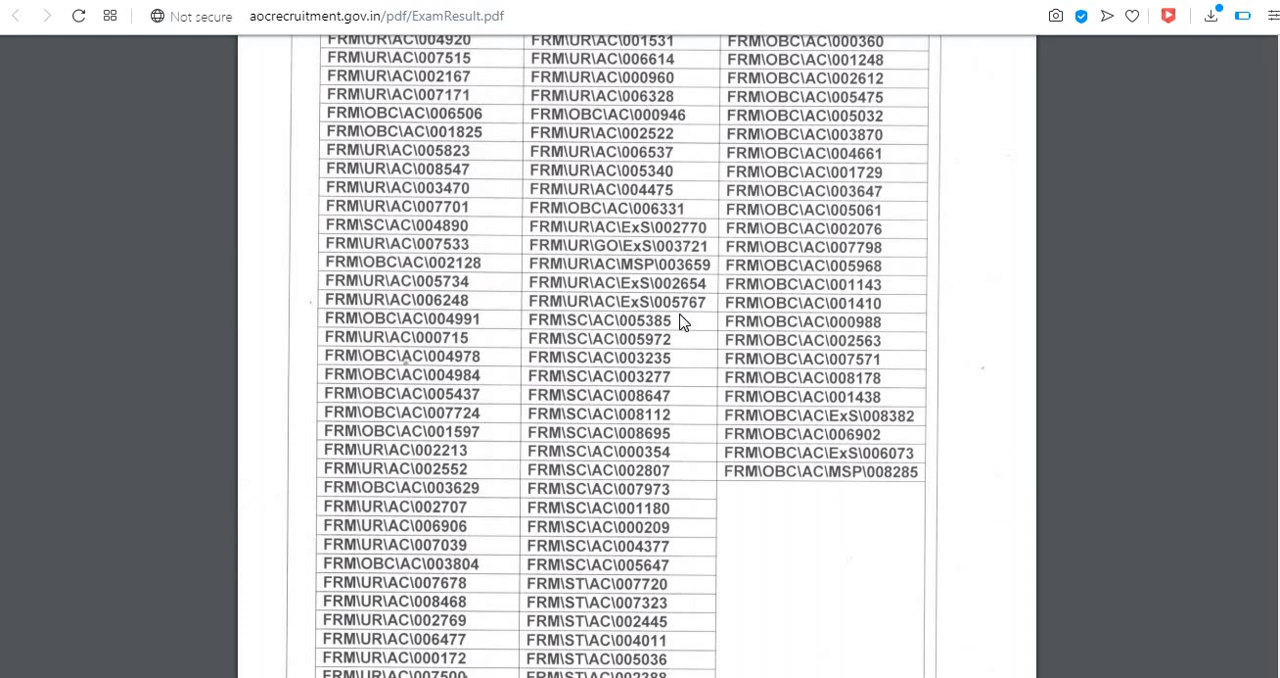 Not secure aocrecruitment.gov.in/pdf/ExamResult.pdf
FRM\UR\AC\004920 FRM\UR\AC\001531 FRM\OBC\AC\000360
FRM\UR\AC\007515 FRM\UR\AC\006614 FRM\OBC\AC\001248
FRM\UR\AC\002167 FRM\UR\AC\000960 FRM\OBC\AC\002612
FRM\UR\AC\007171 FRM\UR\AC\006328 FRM\OBC\AC\005475
FRM\OBC\AC\006506 FRM\OBC\AC\000946 FRM\OBC\AC\005032
FRM\OBC\AC\001825 FRM\UR\AC\002522 FRM\OBC\AC\003870
FRM\UR\AC\005823 FRM\UR\AC\006537 FRM\OBC\AC\004661
FRM\UR\AC\008547 FRM\UR\AC\005340 FRM\OBC\AC\001729
FRM\UR\AC\003470 FRM\UR\AC\004475 FRM\OBC\AC\003647
FRM\UR\AC\007701 FRM\OBC\AC\006331 FRM\OBC\AC\005061
FRM\SC\AC\004890 FRM\UR\AC\ExS\002770 FRM\OBC\AC\002076
FRM\UR\AC\007533 FRM\UR\GO\ExS\003721 FRM\OBC\AC\007798
FRM\OBC\AC\002128 FRM\UR\AC\MSP\003659 FRM\OBC\AC\005968
FRM\UR\AC\005734 FRM\UR\AC\ExS\002654 FRM\OBC\AC\001143
FRM\UR\AC\006248 FRM\UR\AC\ExS\005767 FRM\OBC\AC\001410
FRM\OBC\AC\004991 FRM\SC\AC\005385 FRM\OBC\AC\000988
FRM\UR\AC\000715 FRM\SC\AC\005972 FRM\OBC\AC\002563
FRM\OBC\AC\004978 FRM\SC\AC\003235 FRM\OBC\AC\007571
FRM\OBC\AC\004984 FRM\SC\AC\003277 FRM\OBC\AC\008178
FRM\OBC\AC\005437 FRM\SC\AC\008647 FRM\OBC\AC\001438
FRM\OBC\AC\007724 FRM\SC\AC\008112 FRM\OBC\AC\ExS\008382
FRM\OBC\AC\001597 FRM\SC\AC\008695 FRM\OBC\AC\006902
FRM\UR\AC\002213 FRM\SC\AC\000354 FRM\OBC\AC\ExS\006073
FRM\UR\AC\002552 FRM\SC\AC\002807 FRM\OBC\AC\MSP\008285
FRM\OBC\AC\003629 FRM\SC\AC\007973
FRM\UR\AC\002707 FRM\SC\AC\001180
FRM\UR\AC\006906 FRM\SC\AC\000209
FRM\UR\AC\007039 FRM\SC\AC\004377
FRM\OBC\AC\003804 FRM\SC\AC\005647
FRM\UR\AC\007678 FRM\ST\AC\007720
FRM\UR\AC\008468 FRM\ST\AC\007323
FRM\UR\AC\002769 FRM\ST\AC\002445
FRM\UR\AC\006477 FRM\ST\AC\004011
FRM\UR\AC\000172 FRM\ST\AC\005036
FRM\UR\AC\007500 FRM\ST\AC\002388